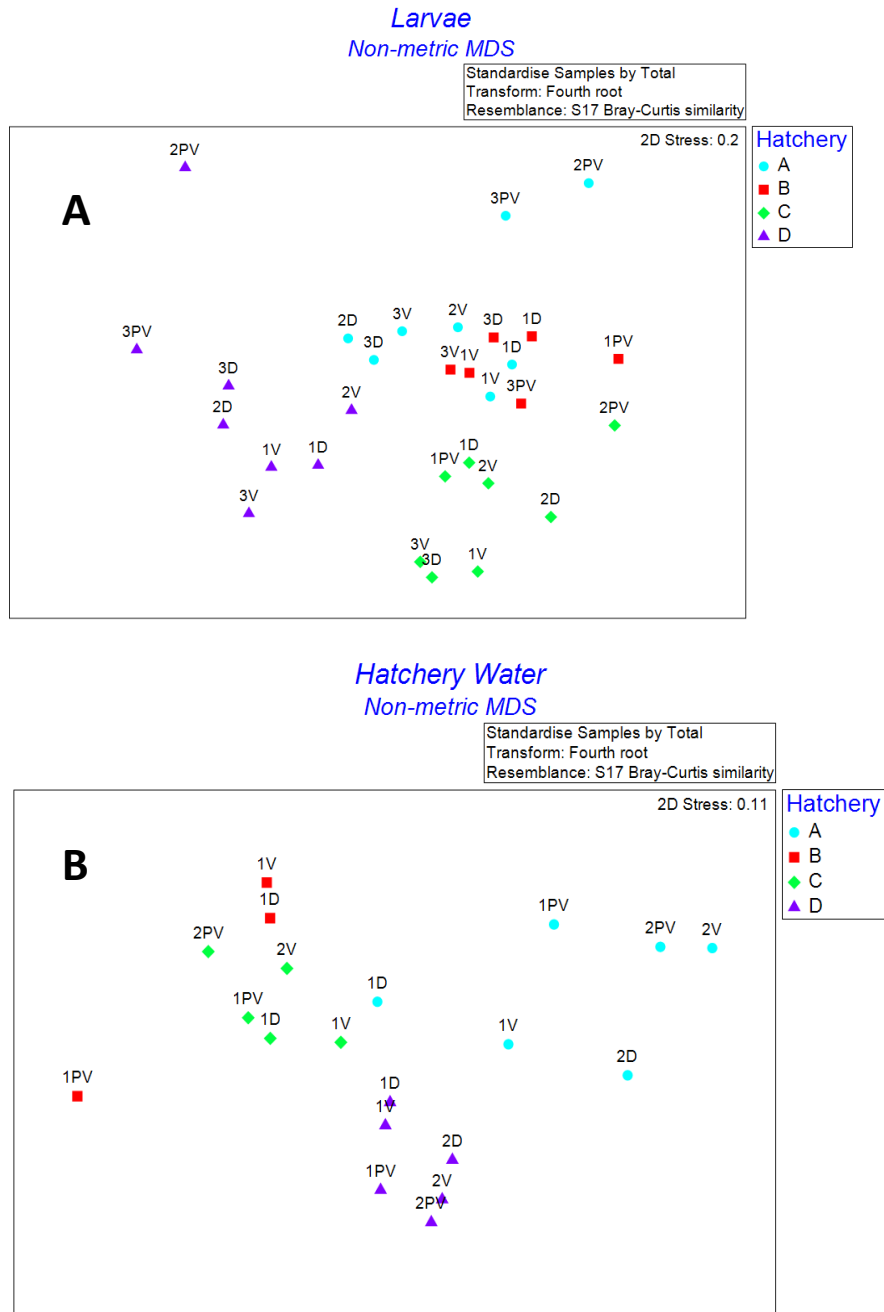 Larvae
Non-metric MDS
Standardise Samples by Total
Transform: Fourth root
Resemblance: S17 Bray-Curtis similarity
2D Stress: 0.2
Hatchery
A
B
C
D
A
2PV
2PV
3PV
2D
3V
2V
3D
1D
3PV
3D
1D
1PV
3D
3V
1V
2D
2V
1V
3PV
2PV
1V
1D
1PV
1D
2V
3V
2D
3V
3D
1V
Hatchery Water
Non-metric MDS
Standardise Samples by Total
Transform: Fourth root
Resemblance: S17 Bray-Curtis similarity
2D Stress: 0.11
Hatchery
A
B
C
D
B
1V
1D
1PV
2PV
2V
2PV
2V
1D
1PV
1D
1V
1V
2D
1PV
1D
1V
2D
1PV
2V
2PV